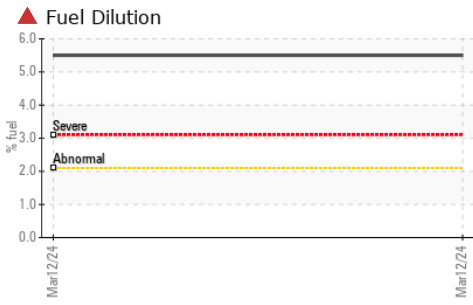 Fuel Dilution
6.0
5.0
4.0
3.0
2.0
1.0
0.0
% fuel
Severe
Abnormal
Mar12/24
Mar12/24